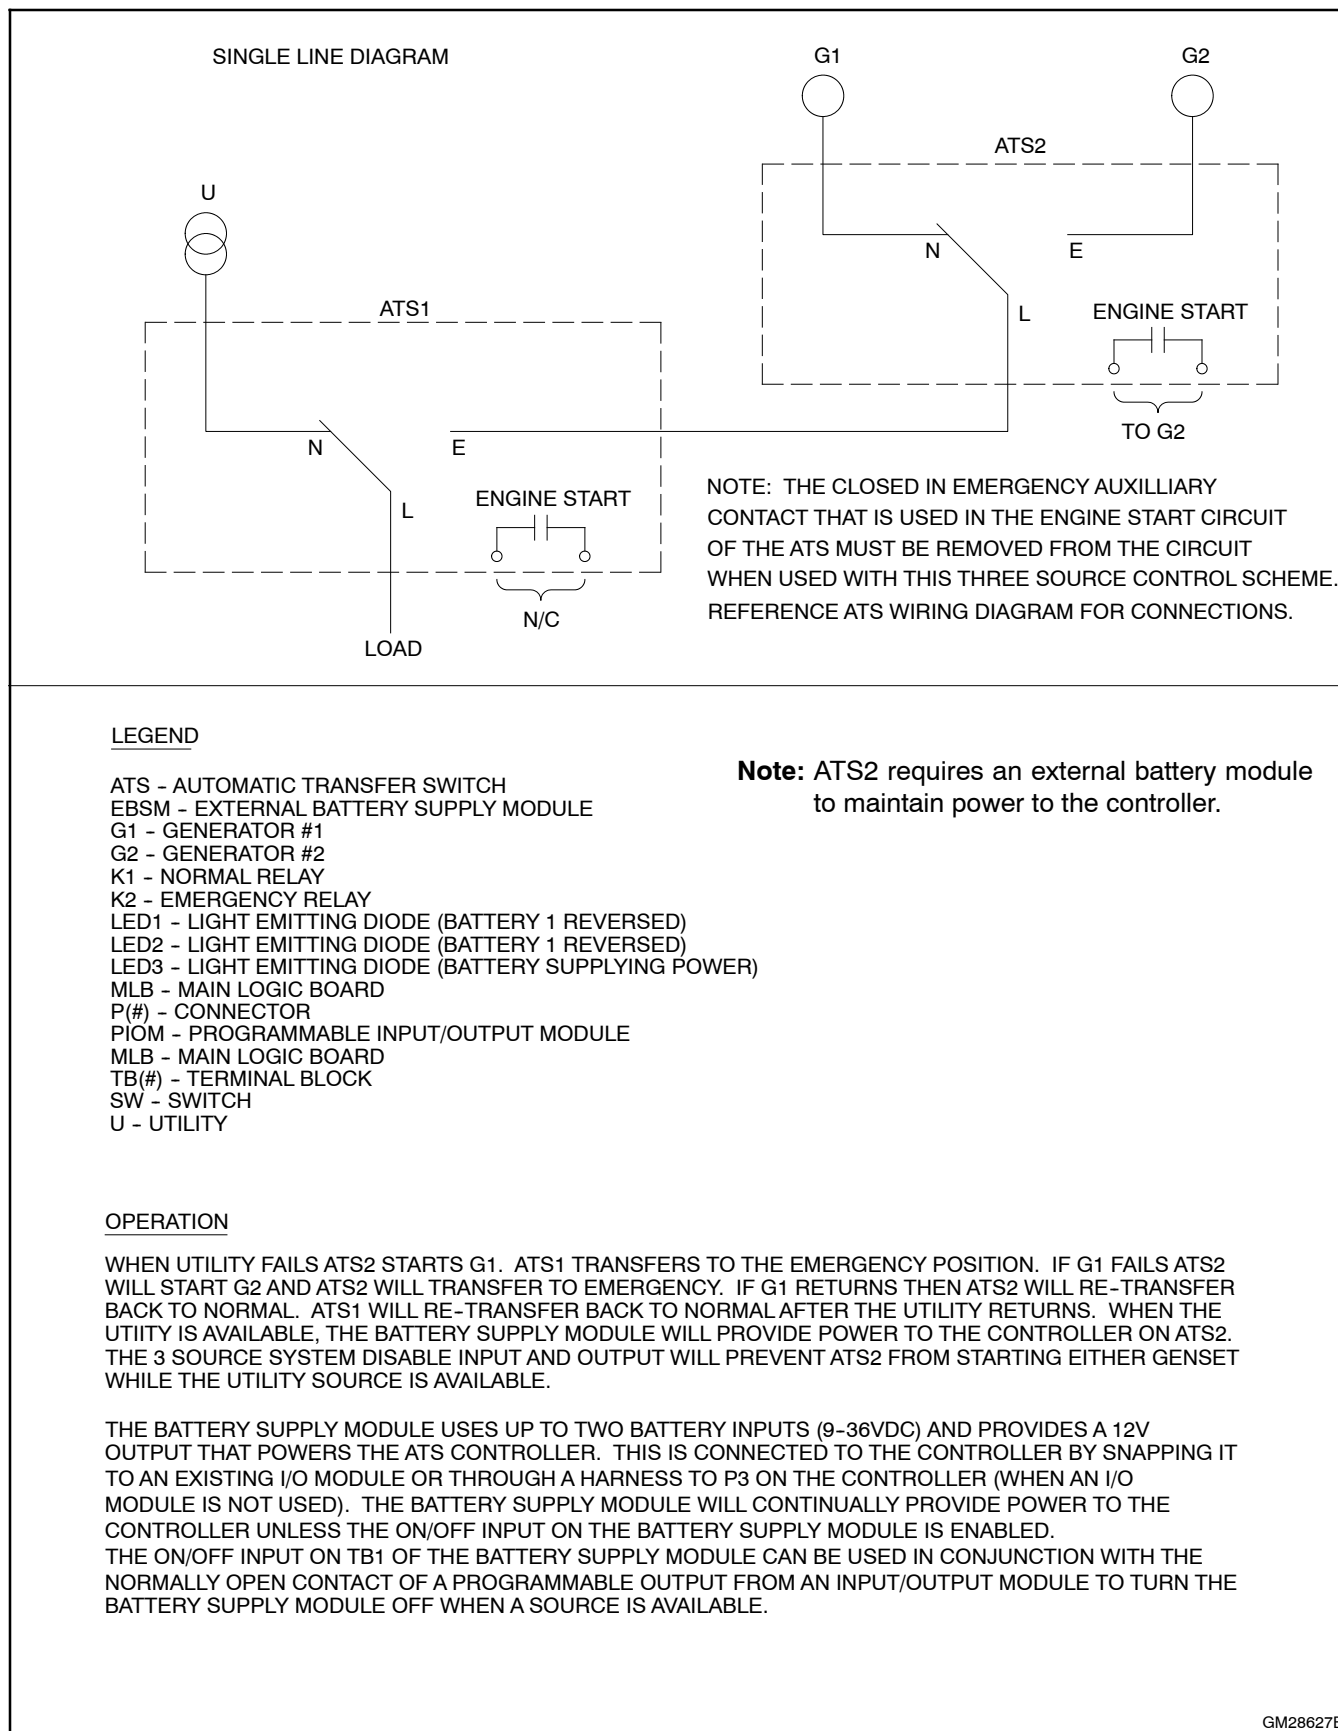 SINGLE LINE DIAGRAM
G1
G2
ATS2
U
N
E
ATS1
L
ENGINE START
TO G2
N
E
L
ENGINE START
N/C
LOAD
NOTE: THE CLOSED IN EMERGENCY AUXILLIARY
CONTACT THAT IS USED IN THE ENGINE START CIRCUIT
OF THE ATS MUST BE REMOVED FROM THE CIRCUIT
WHEN USED WITH THIS THREE SOURCE CONTROL SCHEME.
REFERENCE ATS WIRING DIAGRAM FOR CONNECTIONS.
LEGEND
ATS - AUTOMATIC TRANSFER SWITCH
EBSM - EXTERNAL BATTERY SUPPLY MODULE
G1 - GENERATOR #1
G2 - GENERATOR #2
K1 - NORMAL RELAY
K2 - EMERGENCY RELAY
LED1 - LIGHT EMITTING DIODE (BATTERY 1 REVERSED)
LED2 - LIGHT EMITTING DIODE (BATTERY 1 REVERSED)
LED3 - LIGHT EMITTING DIODE (BATTERY SUPPLYING POWER)
MLB - MAIN LOGIC BOARD
P(#) - CONNECTOR
PIOM - PROGRAMMABLE INPUT/OUTPUT MODULE
MLB - MAIN LOGIC BOARD
TB(#) - TERMINAL BLOCK
SW - SWITCH
U - UTILITY
Note: ATS2 requires an external battery module
to maintain power to the controller.
OPERATION
WHEN UTILITY FAILS ATS2 STARTS G1. ATS1 TRANSFERS TO THE EMERGENCY POSITION. IF G1 FAILS ATS2
WILL START G2 AND ATS2 WILL TRANSFER TO EMERGENCY. IF G1 RETURNS THEN ATS2 WILL RE-TRANSFER
BACK TO NORMAL. ATS1 WILL RE-TRANSFER BACK TO NORMAL AFTER THE UTILITY RETURNS. WHEN THE
UTIITY IS AVAILABLE, THE BATTERY SUPPLY MODULE WILL PROVIDE POWER TO THE CONTROLLER ON ATS2.
THE 3 SOURCE SYSTEM DISABLE INPUT AND OUTPUT WILL PREVENT ATS2 FROM STARTING EITHER GENSET
WHILE THE UTILITY SOURCE IS AVAILABLE.
THE BATTERY SUPPLY MODULE USES UP TO TWO BATTERY INPUTS (9-36VDC) AND PROVIDES A 12V
OUTPUT THAT POWERS THE ATS CONTROLLER. THIS IS CONNECTED TO THE CONTROLLER BY SNAPPING IT
TO AN EXISTING I/O MODULE OR THROUGH A HARNESS TO P3 ON THE CONTROLLER (WHEN AN I/O
MODULE IS NOT USED). THE BATTERY SUPPLY MODULE WILL CONTINUALLY PROVIDE POWER TO THE
CONTROLLER UNLESS THE ON/OFF INPUT ON THE BATTERY SUPPLY MODULE IS ENABLED.
THE ON/OFF INPUT ON TB1 OF THE BATTERY SUPPLY MODULE CAN BE USED IN CONJUNCTION WITH THE
NORMALLY OPEN CONTACT OF A PROGRAMMABLE OUTPUT FROM AN INPUT/OUTPUT MODULE TO TURN THE
BATTERY SUPPLY MODULE OFF WHEN A SOURCE IS AVAILABLE.
GM28627E